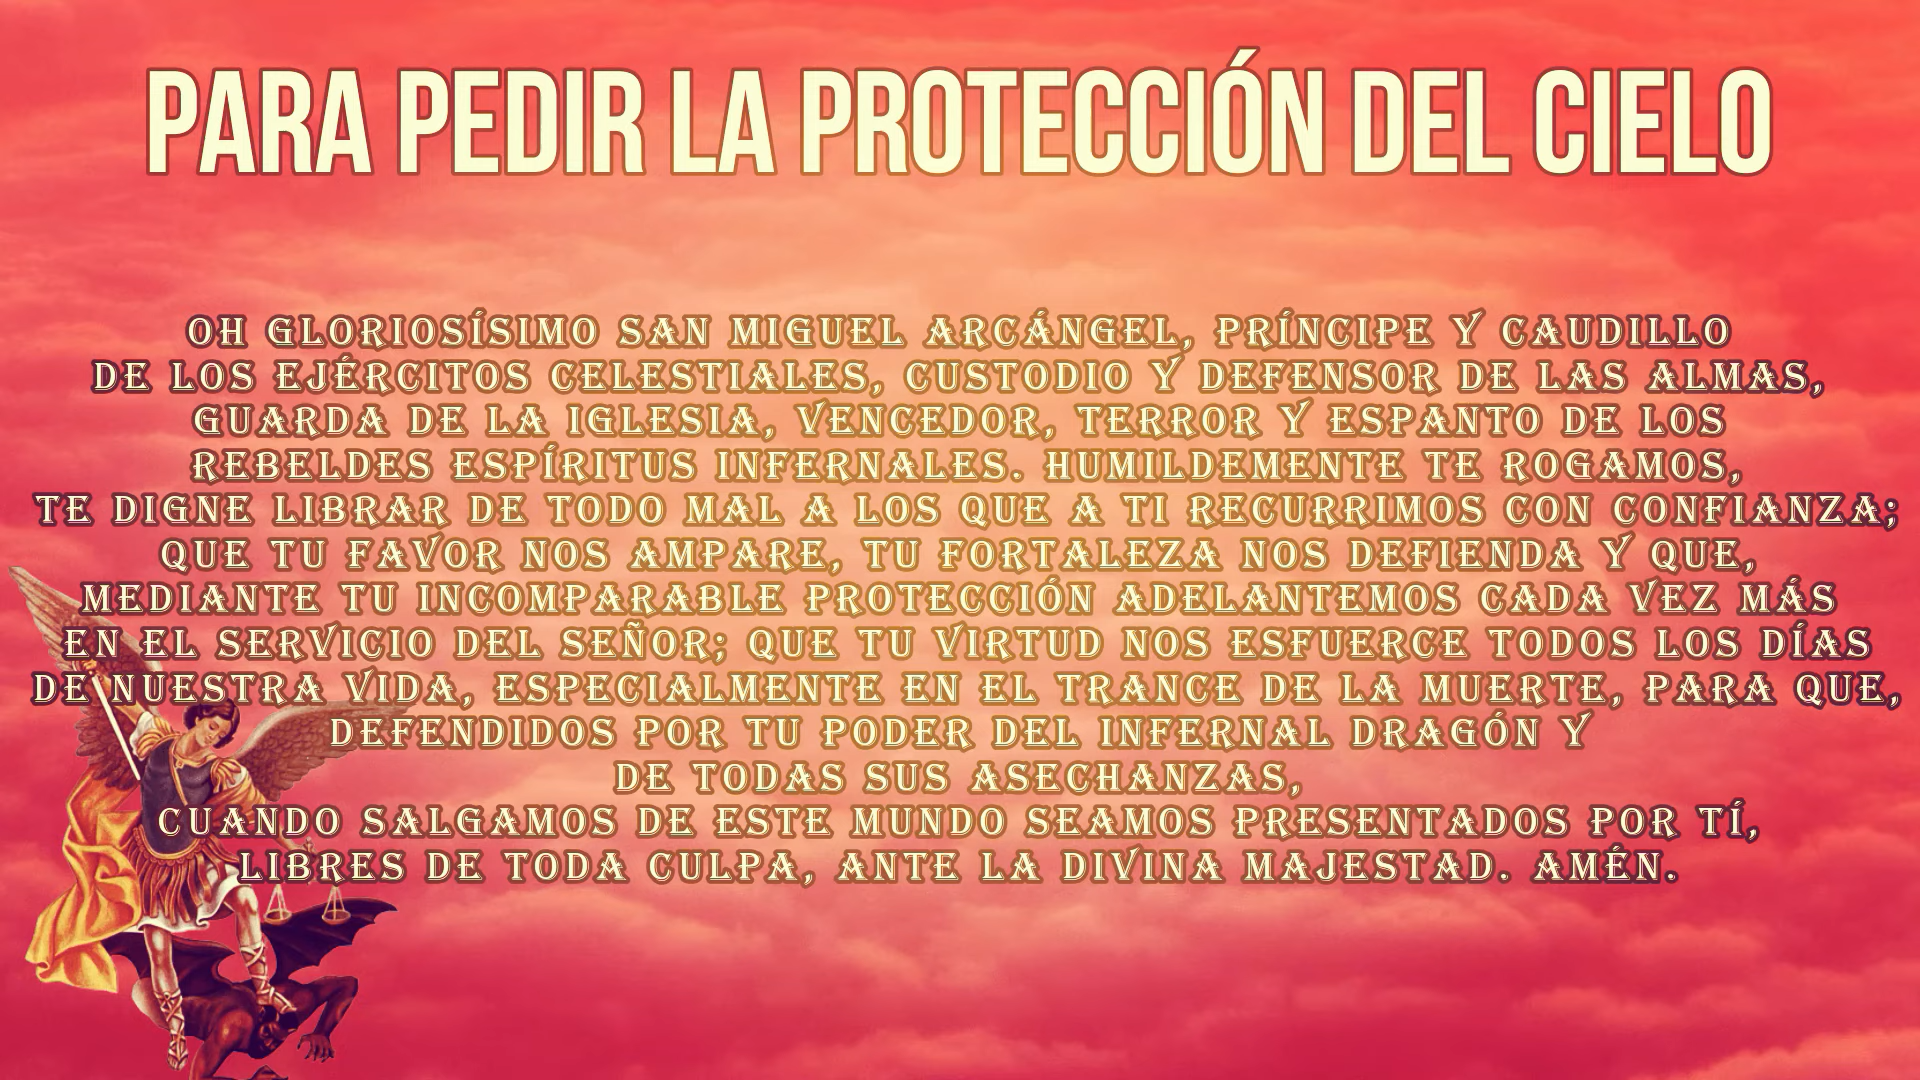 PARA PEDIR LA PROTECCIÓN DEL CIELO
OH GLORIOSÍSIMO SAN MIGUEL ARCÁNGEL, PRÍNCIPE Y CAUDILLO
DE LOS EJÉRCITOS CELESTIALES, CUSTODIO Y DEFENSOR DE LAS ALMAS,
GUARDA DE LA IGLESIA, VENCEDOR, TERROR Y ESPANTO DE LOS
REBELDES ESPÍRITUS INFERNALES. HUMILDEMENTE TE ROGAMOS,
TE DIGNE LIBRAR DE TODO MAL A LOS QUE A TI RECURRIMOS CON CONFIANZA;
QUE TU FAVOR NOS AMPARE, TU FORTALEZA NOS DEFIENDA Y QUE,
MEDIANTE TU INCOMPARABLE PROTECCIÓN ADELANTEMOS CADA VEZ MÁS
EN EL SERVICIO DEL SEÑOR; QUE TU VIRTUD NOS ESFUERCE TODOS LOS DÍAS
DE NUESTRA VIDA, ESPECIALMENTE EN EL TRANCE DE LA MUERTE, PARA QUE,
DEFENDIDOS POR TU PODER DEL INFERNAL DRAGÓN Y
DE TODAS SUS ASECHANZAS,
CUANDO SALGAMOS DE ESTE MUNDO SEAMOS PRESENTADOS POR TÍ,
LIBRES DE TODA CULPA, ANTE LA DIVINA MAJESTAD. AMÉN.